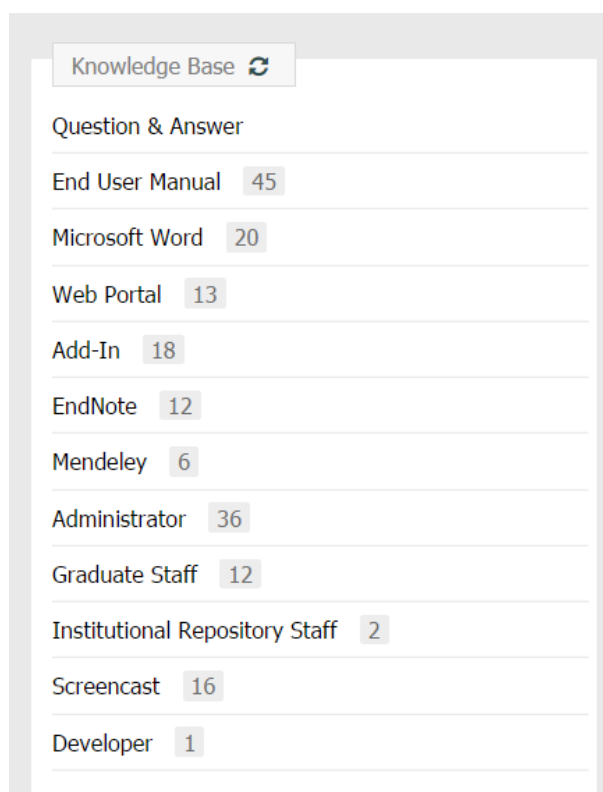 Knowledge Base
Question & Answer
End User Manual 45
Microsoft Word 20
Web Portal 13
Add-In 18
EndNote 12
Mendeley 6
Administrator 36
Graduate Staff 12
Institutional Repository Staff 2
Screencast 16
Developer 1